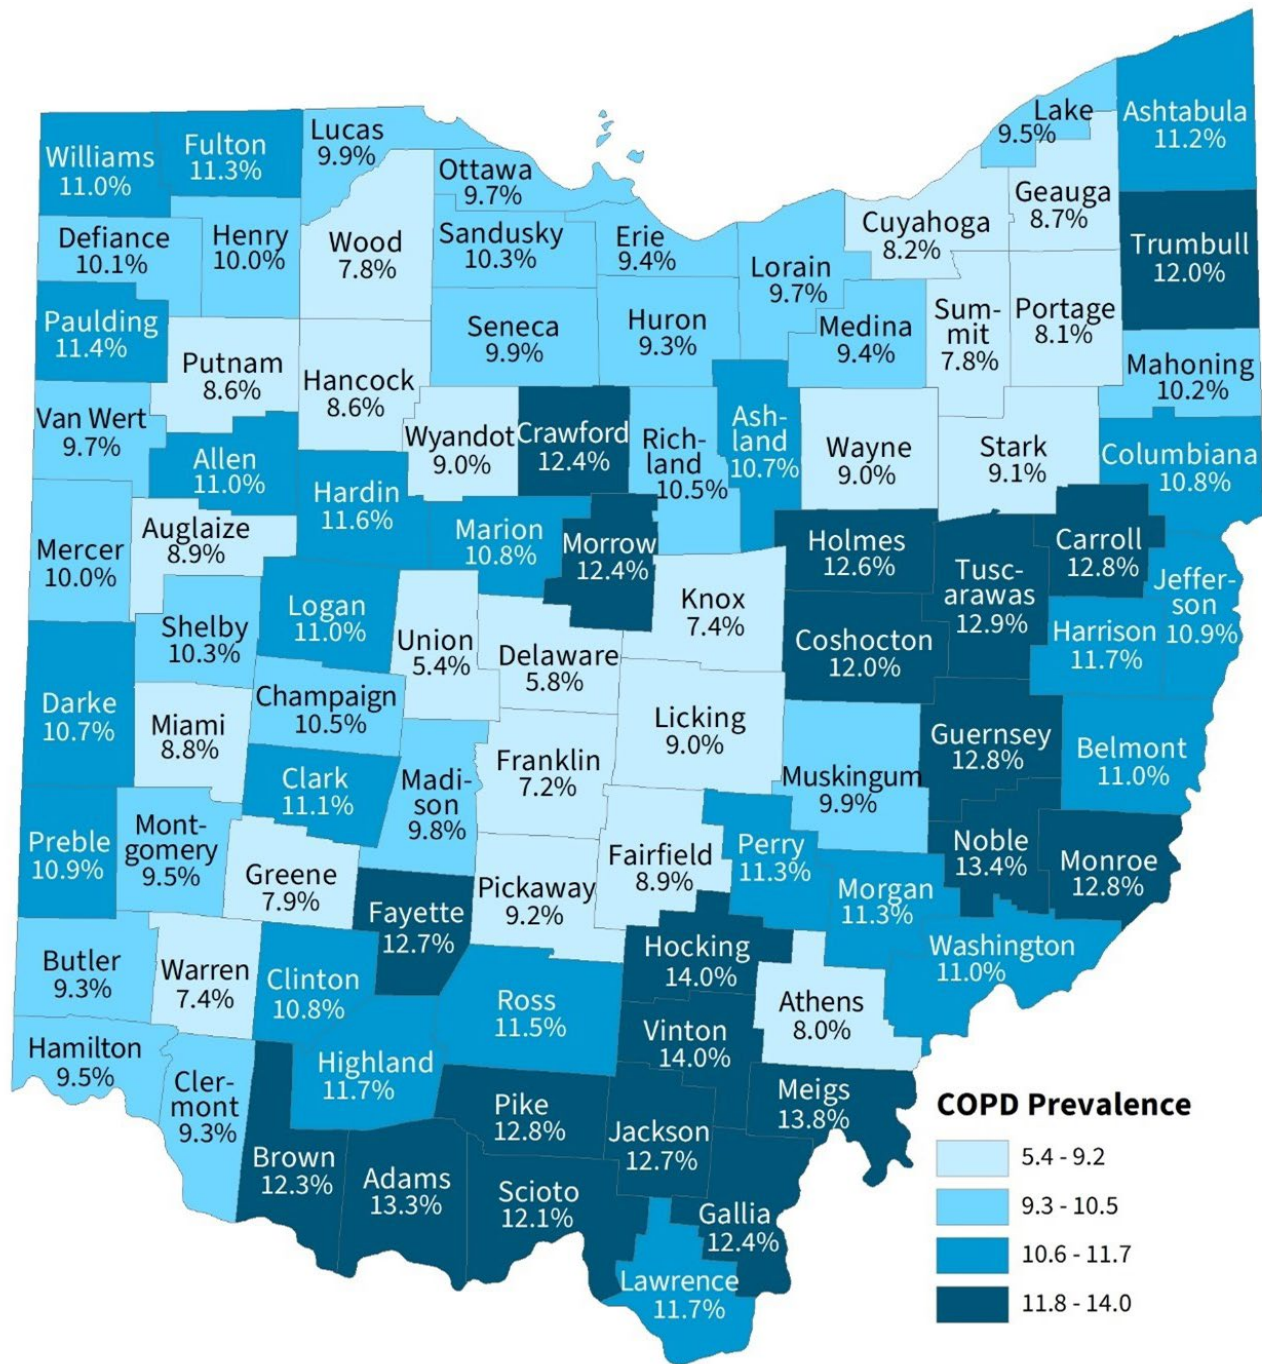 Lake
9.5%
Ashtabula
11.2%
Lucas
9.9%
Fulton
11.3%
Williams
11.0%
Ottawa
9.7%
Geauga
8.7%
Cuyahoga
8.2%
Defiance
10.1%
Henry
10.0%
Wood
7.8%
Sandusky
10.3%
Erie
9.4%
Lorain
9.7%
Trumbull
12.0%
Paulding
11.4%
Seneca
9.9%
Huron
9.3%
Medina
9.4%
Sum-
mit
7.8%
Portage
8.1%
Putnam
8.6%
Hancock
8.6%
Mahoning
10.2%
Van Wert
9.7%
Allen
11.0%
Wyandot
9.0%
Crawford
12.4%
Rich-
land
10.5%
Ash-
land
10.7%
Wayne
9.0%
Stark
9.1%
Columbiana
10.8%
Hardin
11.6%
Mercer
10.0%
Auglaize
8.9%
Marion
10.8%
Morrow
12.4%
Holmes
12.6%
Carroll
12.8%
Tusc-
arawas
12.9%
Jeffer-
son
10.9%
Logan
11.0%
Shelby
10.3%
Union
5.4%
Knox
7.4%
Delaware
5.8%
Coshocton
12.0%
Harrison
11.7%
Darke
10.7%
Miami
8.8%
Champaign
10.5%
Licking
9.0%
Guernsey
12.8%
Belmont
11.0%
Clark
11.1%
Madi-
son
9.8%
Franklin
7.2%
Muskingum
9.9%
Preble
10.9%
Mont-
gomery
9.5%
Greene
7.9%
Fairfield
8.9%
Perry
11.3%
Noble
13.4%
Monroe
12.8%
Fayette
12.7%
Pickaway
9.2%
Morgan
11.3%
Washington
11.0%
Butler
9.3%
Warren
7.4%
Clinton
10.8%
Ross
11.5%
Hocking
14.0%
Athens
8.0%
Hamilton
9.5%
Cler-
mont
9.3%
Highland
11.7%
Vinton
14.0%
Meigs
13.8%
Pike
12.8%
Jackson
12.7%
Brown
12.3%
Adams
13.3%
Scioto
12.1%
Gallia
12.4%
Lawrence
11.7%
COPD Prevalence
5.4 - 9.2
9.3 - 10.5
10.6 - 11.7
11.8 - 14.0